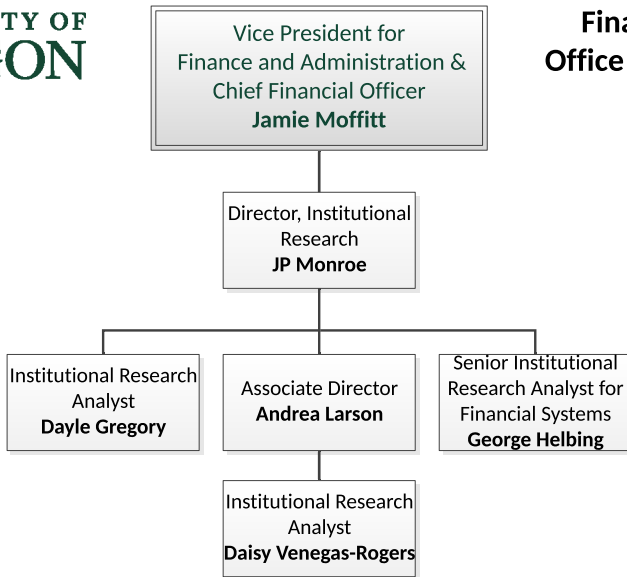 TY OF
ON
Office
Vice President for
Finance and Administration &
Chief Financial Officer
Jamie Moffitt
Director, Institutional
Research
JP Monroe
Institutional Research
Analyst
Dayle Gregory
Associate Director
Andrea Larson
Senior Institutional
Research Analyst for
Financial Systems
George Helbing
Institutional Research
Analyst
Daisy Venegas-Rogers